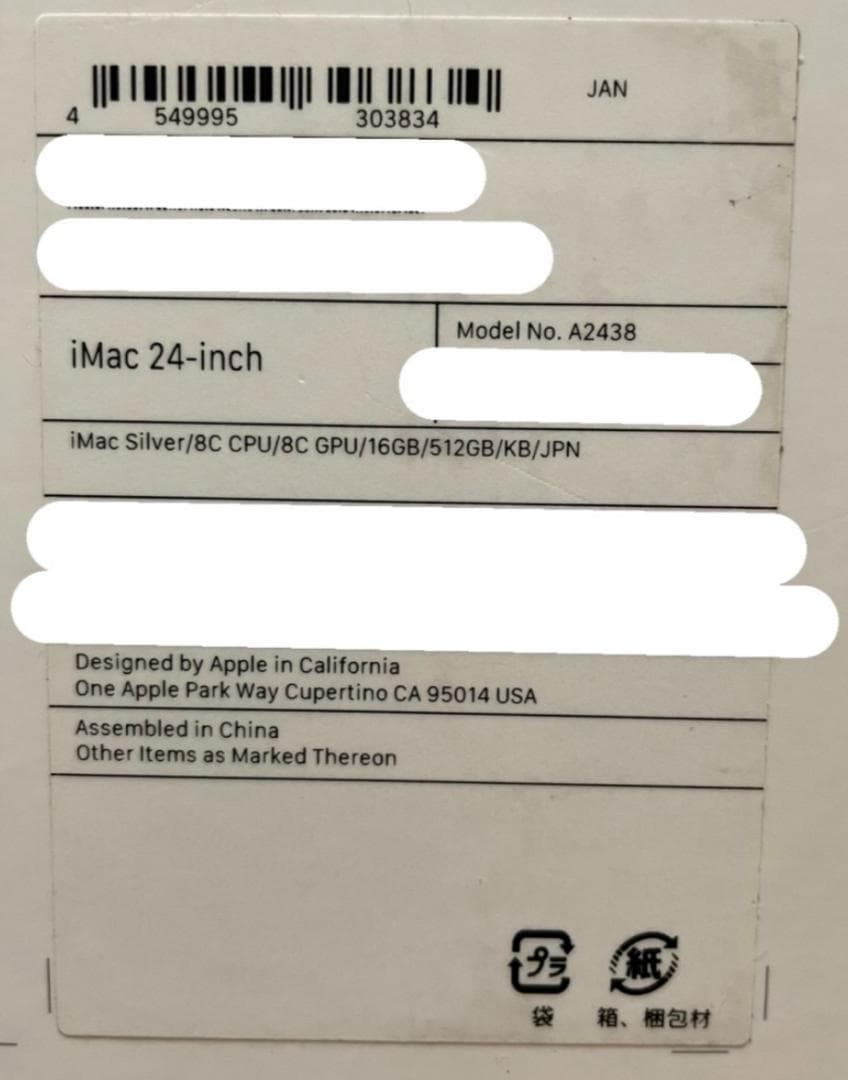 JAN
4 549995 303834
iMac 24-inch
Model No. A2438
iMac Silver/8C CPU/8C GPU/16GB/512GB/KB/JPN
Designed by Apple in California
One Apple Park Way Cupertino CA 95014 USA
Assembled in China
Other Items as Marked Thereon
プラ
紙
袋
箱、梱包材